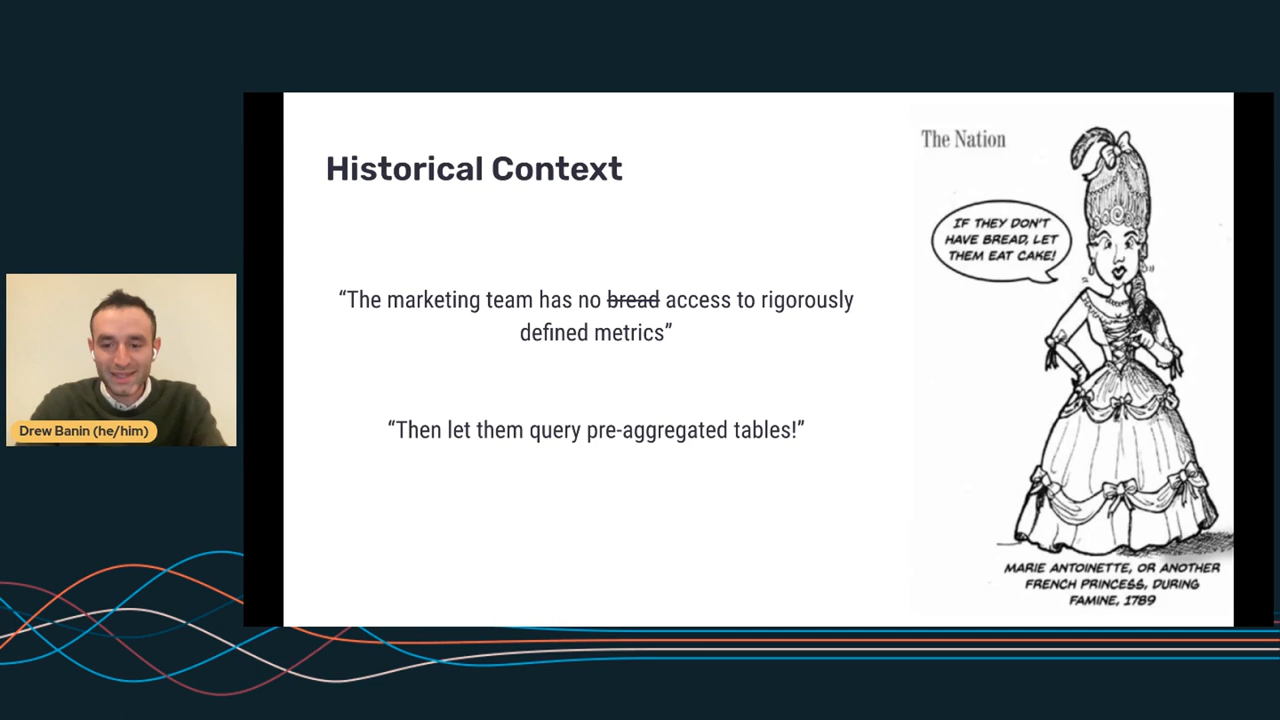 Historical Context
“The marketing team has no bread access to rigorously
defined metrics”
“Then let them query pre-aggregated tables!”
The Nation
IF THEY DON'T
HAVE BREAD, LET
THEM EAT CAKE!
MARIE ANTOINETTE, OR ANOTHER
FRENCH PRINCESS, DURING
FAMINE, 1789
Drew Banin (he/him)